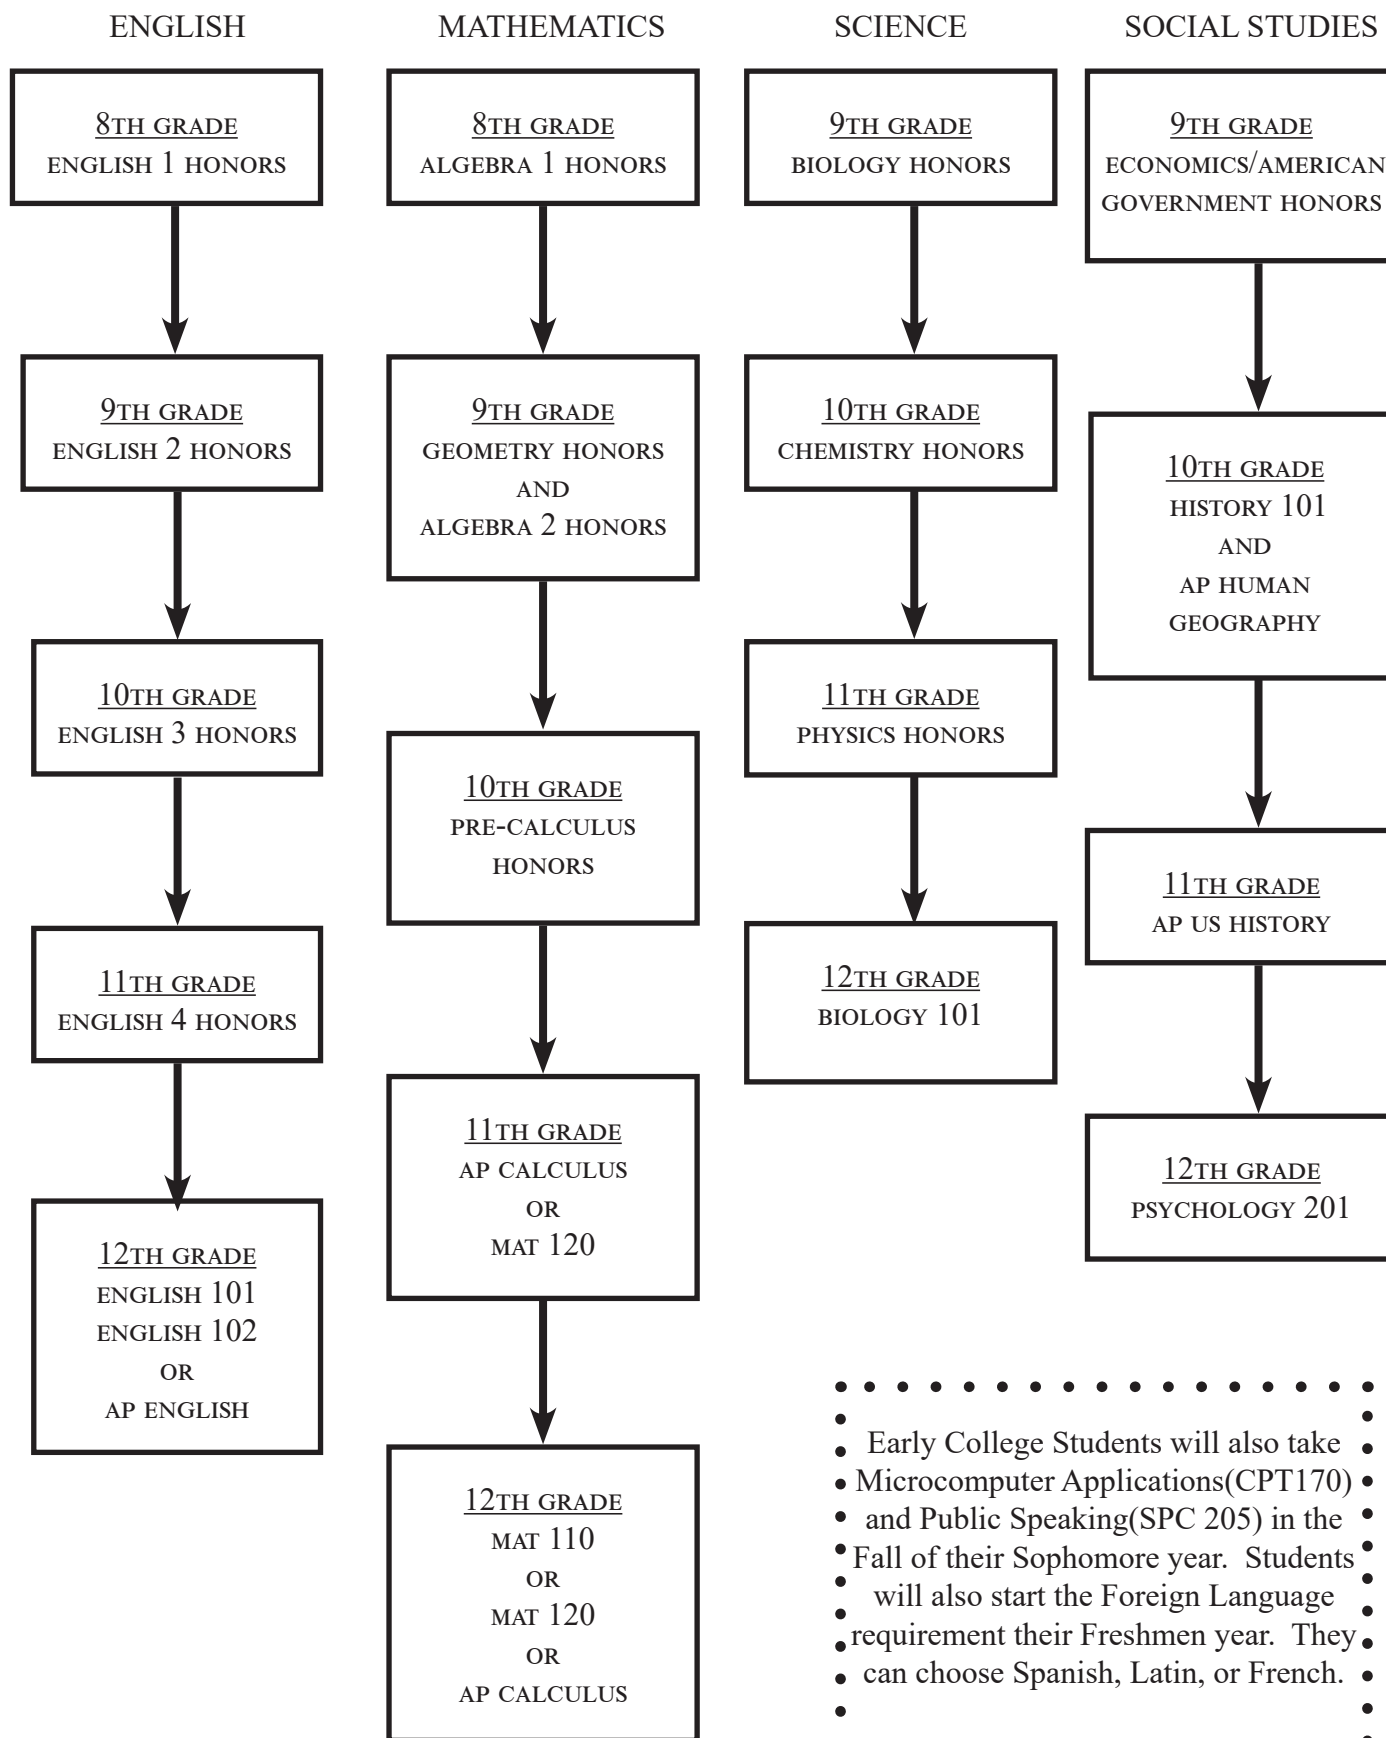 ENGLISH
8TH GRADE
ENGLISH 1 HONORS
9TH GRADE
ENGLISH 2 HONORS
10TH GRADE
ENGLISH 3 HONORS
11TH GRADE
ENGLISH 4 HONORS
12TH GRADE
ENGLISH 101
ENGLISH 102
OR
AP ENGLISH
MATHEMATICS
8TH GRADE
ALGEBRA 1 HONORS
9TH GRADE
GEOMETRY HONORS
AND
ALGEBRA 2 HONORS
10TH GRADE
PRE-CALCULUS
HONORS
11TH GRADE
AP CALCULUS
OR
MAT 120
12TH GRADE
MAT 110
OR
MAT 120
OR
AP CALCULUS
SCIENCE
9TH GRADE
BIOLOGY HONORS
10TH GRADE
CHEMISTRY HONORS
11TH GRADE
PHYSICS HONORS
12TH GRADE
BIOLOGY 101
SOCIAL STUDIES
9TH GRADE
ECONOMICS/AMERICAN
GOVERNMENT HONORS
10TH GRADE
HISTORY 101
AND
AP HUMAN
GEOGRAPHY
11TH GRADE
AP US HISTORY
12TH GRADE
PSYCHOLOGY 201
Early College Students will also take
Microcomputer Applications(CPT170)
and Public Speaking(SPC 205) in the
Fall of their Sophomore year.  Students
will also start the Foreign Language
requirement their Freshmen year.  They
can choose Spanish, Latin, or French.